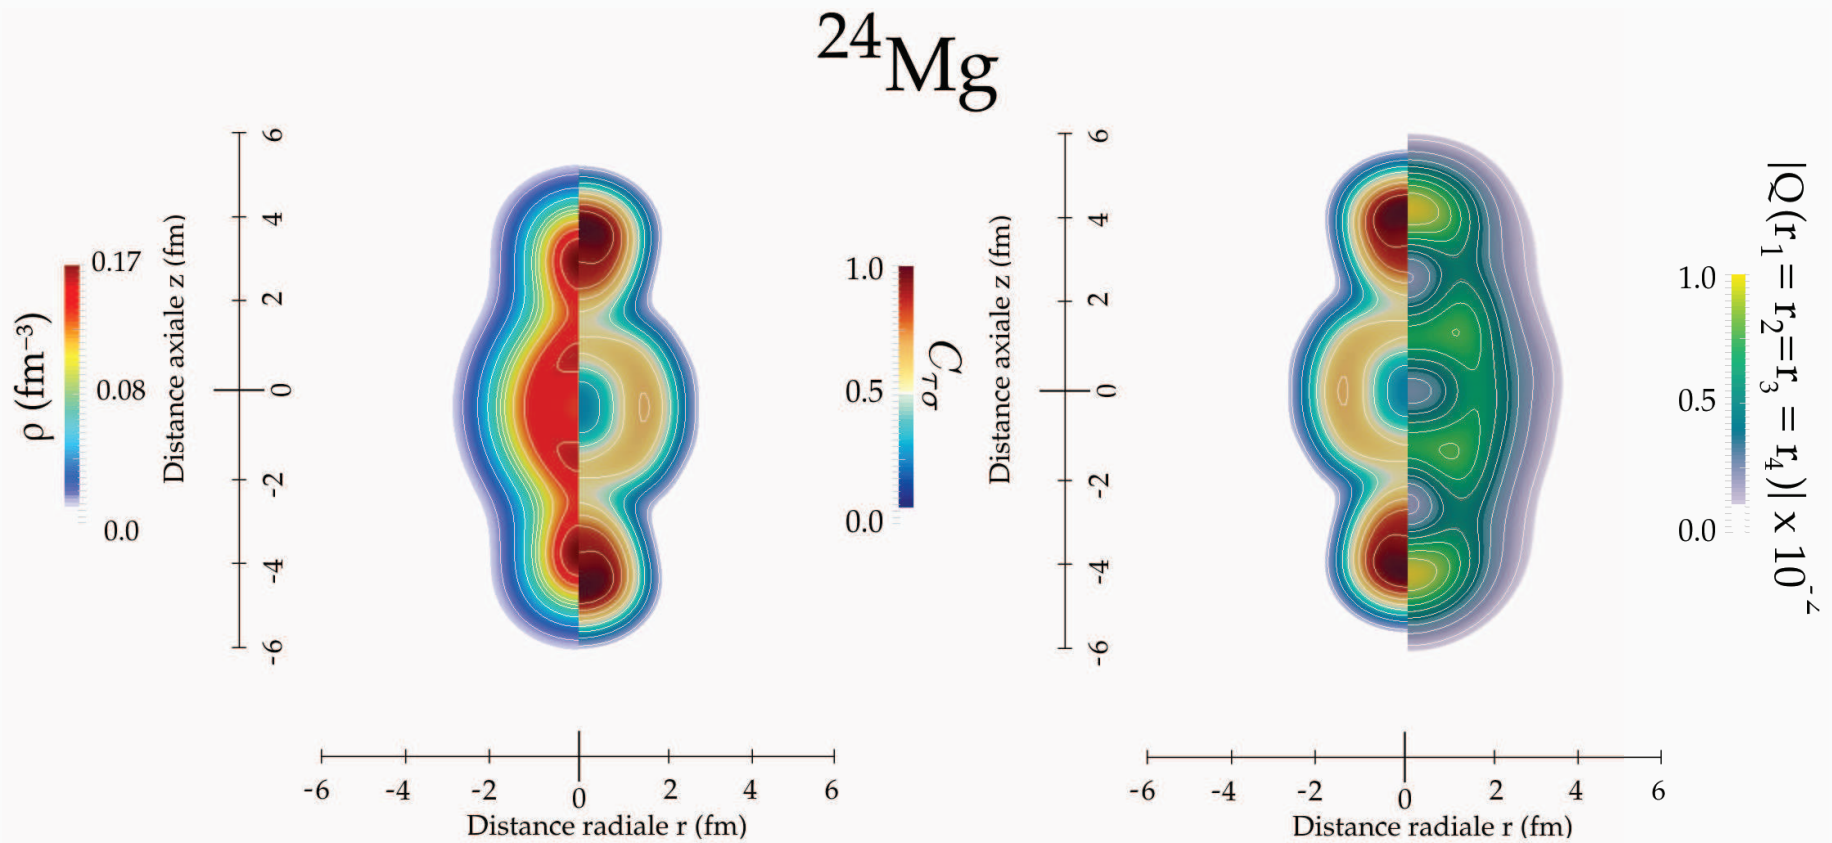 ²⁴Mg
ρ (fm⁻³)
0.17
0.08
0.0
Distance axiale z (fm)
6
4
2
0
-2
-4
-6
-6 -4 -2 0 2 4 6
Distance radiale r (fm)
C_τσ
1.0
0.5
0.0
Distance axiale z (fm)
6
4
2
0
-2
-4
-6
-6 -4 -2 0 2 4 6
Distance radiale r (fm)
1.0
0.5
0.0
|Q(r₁ = r₂=r₃ = r₄)| x 10⁻⁴